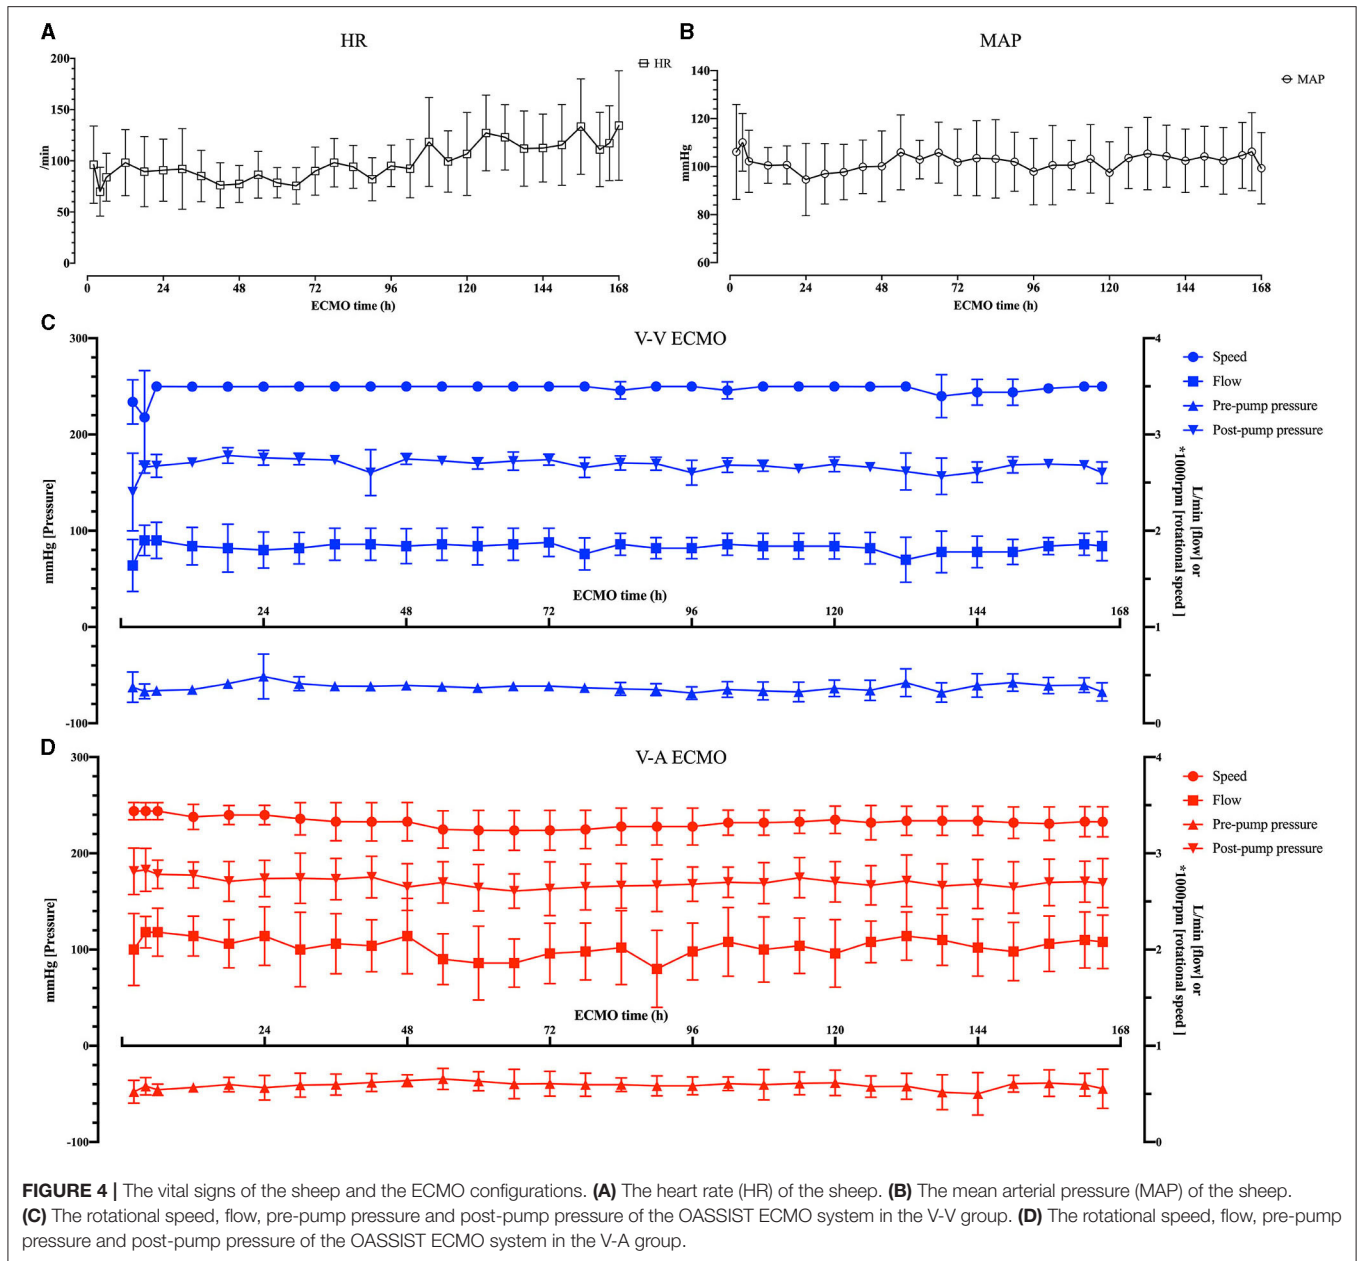 A
HR
200
150
100
50
0
/min
HR
0 24 48 72 96 120 144 168
ECMO time (h)
B
MAP
140
120
100
80
60
mmHg
MAP
0 24 48 72 96 120 144 168
ECMO time (h)
C
V-V ECMO
300
200
100
0
-100
mmHg [Pressure]
4
3
2
1
0
L/min [flow] or
*1000rpm [rotational speed ]
Speed
Flow
Pre-pump pressure
Post-pump pressure
ECMO time (h)
24 48 72 96 120 144 168
D
V-A ECMO
300
200
100
0
-100
mmHg [Pressure]
4
3
2
1
0
L/min [flow] or
*1000rpm [rotational speed ]
Speed
Flow
Pre-pump pressure
Post-pump pressure
ECMO time (h)
24 48 72 96 120 144 168
FIGURE 4 | The vital signs of the sheep and the ECMO configurations. (A) The heart rate (HR) of the sheep. (B) The mean arterial pressure (MAP) of the sheep.
(C) The rotational speed, flow, pre-pump pressure and post-pump pressure of the OASSIST ECMO system in the V-V group. (D) The rotational speed, flow, pre-pump
pressure and post-pump pressure of the OASSIST ECMO system in the V-A group.